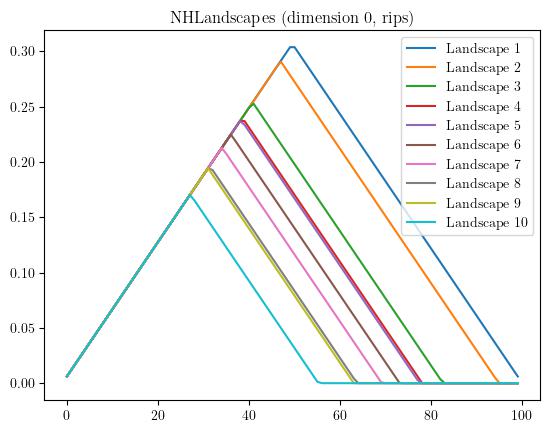 NHLandscapes (dimension 0, rips)
0.30
0.25
0.20
0.15
0.10
0.05
0.00
0 20 40 60 80 100
Landscape 1
Landscape 2
Landscape 3
Landscape 4
Landscape 5
Landscape 6
Landscape 7
Landscape 8
Landscape 9
Landscape 10